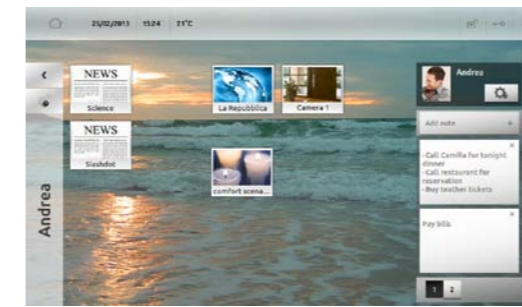 25/02/2013 15:24 21°C
Andrea
NEWS
Science
La Repubblica
Camera 1
NEWS
Slashdot
comfort scena...
Andrea
Add note +
-Call Camilla for tonight
dinner
-Call restaurant for
reservation
-Buy teather tickets
Pay bills
1 2